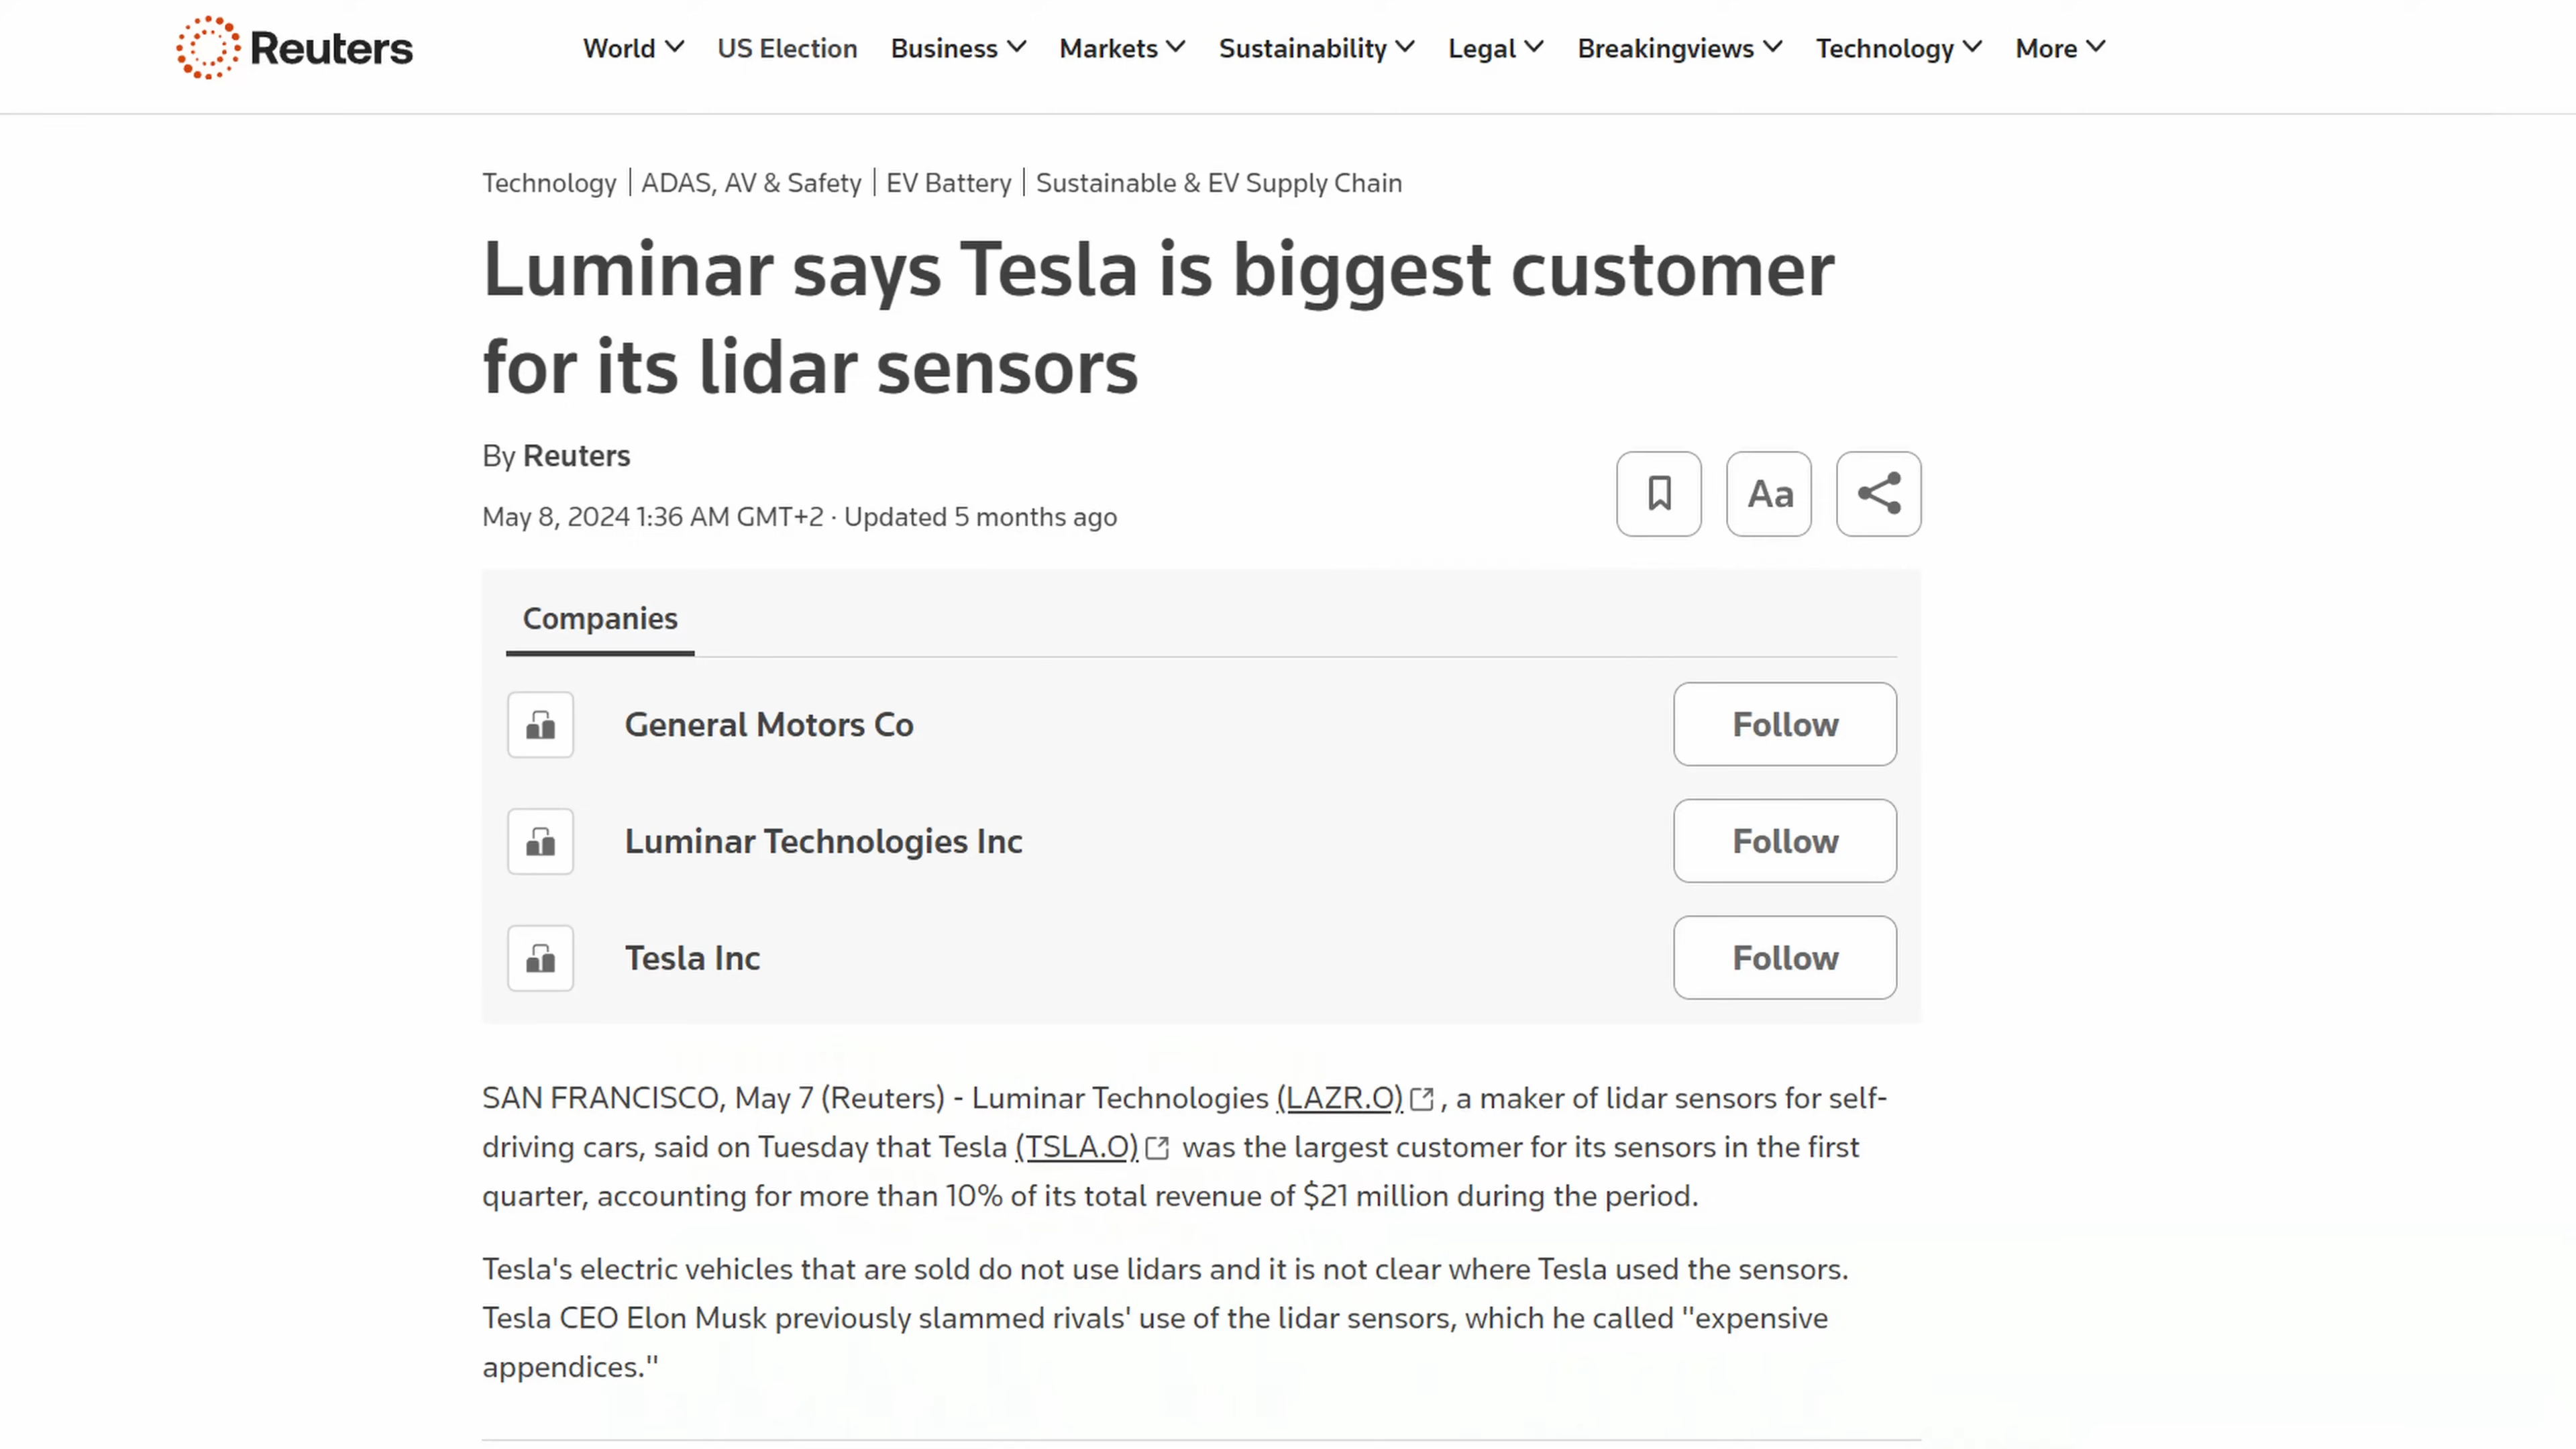 Reuters
World US Election Business Markets Sustainability Legal Breakingviews Technology More
Technology | ADAS, AV & Safety | EV Battery | Sustainable & EV Supply Chain
Luminar says Tesla is biggest customer
for its lidar sensors
By Reuters
May 8, 2024 1:36 AM GMT+2 · Updated 5 months ago
Aa
Companies
General Motors Co Follow
Luminar Technologies Inc Follow
Tesla Inc Follow
SAN FRANCISCO, May 7 (Reuters) - Luminar Technologies (LAZR.O) , a maker of lidar sensors for self-
driving cars, said on Tuesday that Tesla (TSLA.O) was the largest customer for its sensors in the first
quarter, accounting for more than 10% of its total revenue of $21 million during the period.
Tesla's electric vehicles that are sold do not use lidars and it is not clear where Tesla used the sensors.
Tesla CEO Elon Musk previously slammed rivals' use of the lidar sensors, which he called "expensive
appendices."